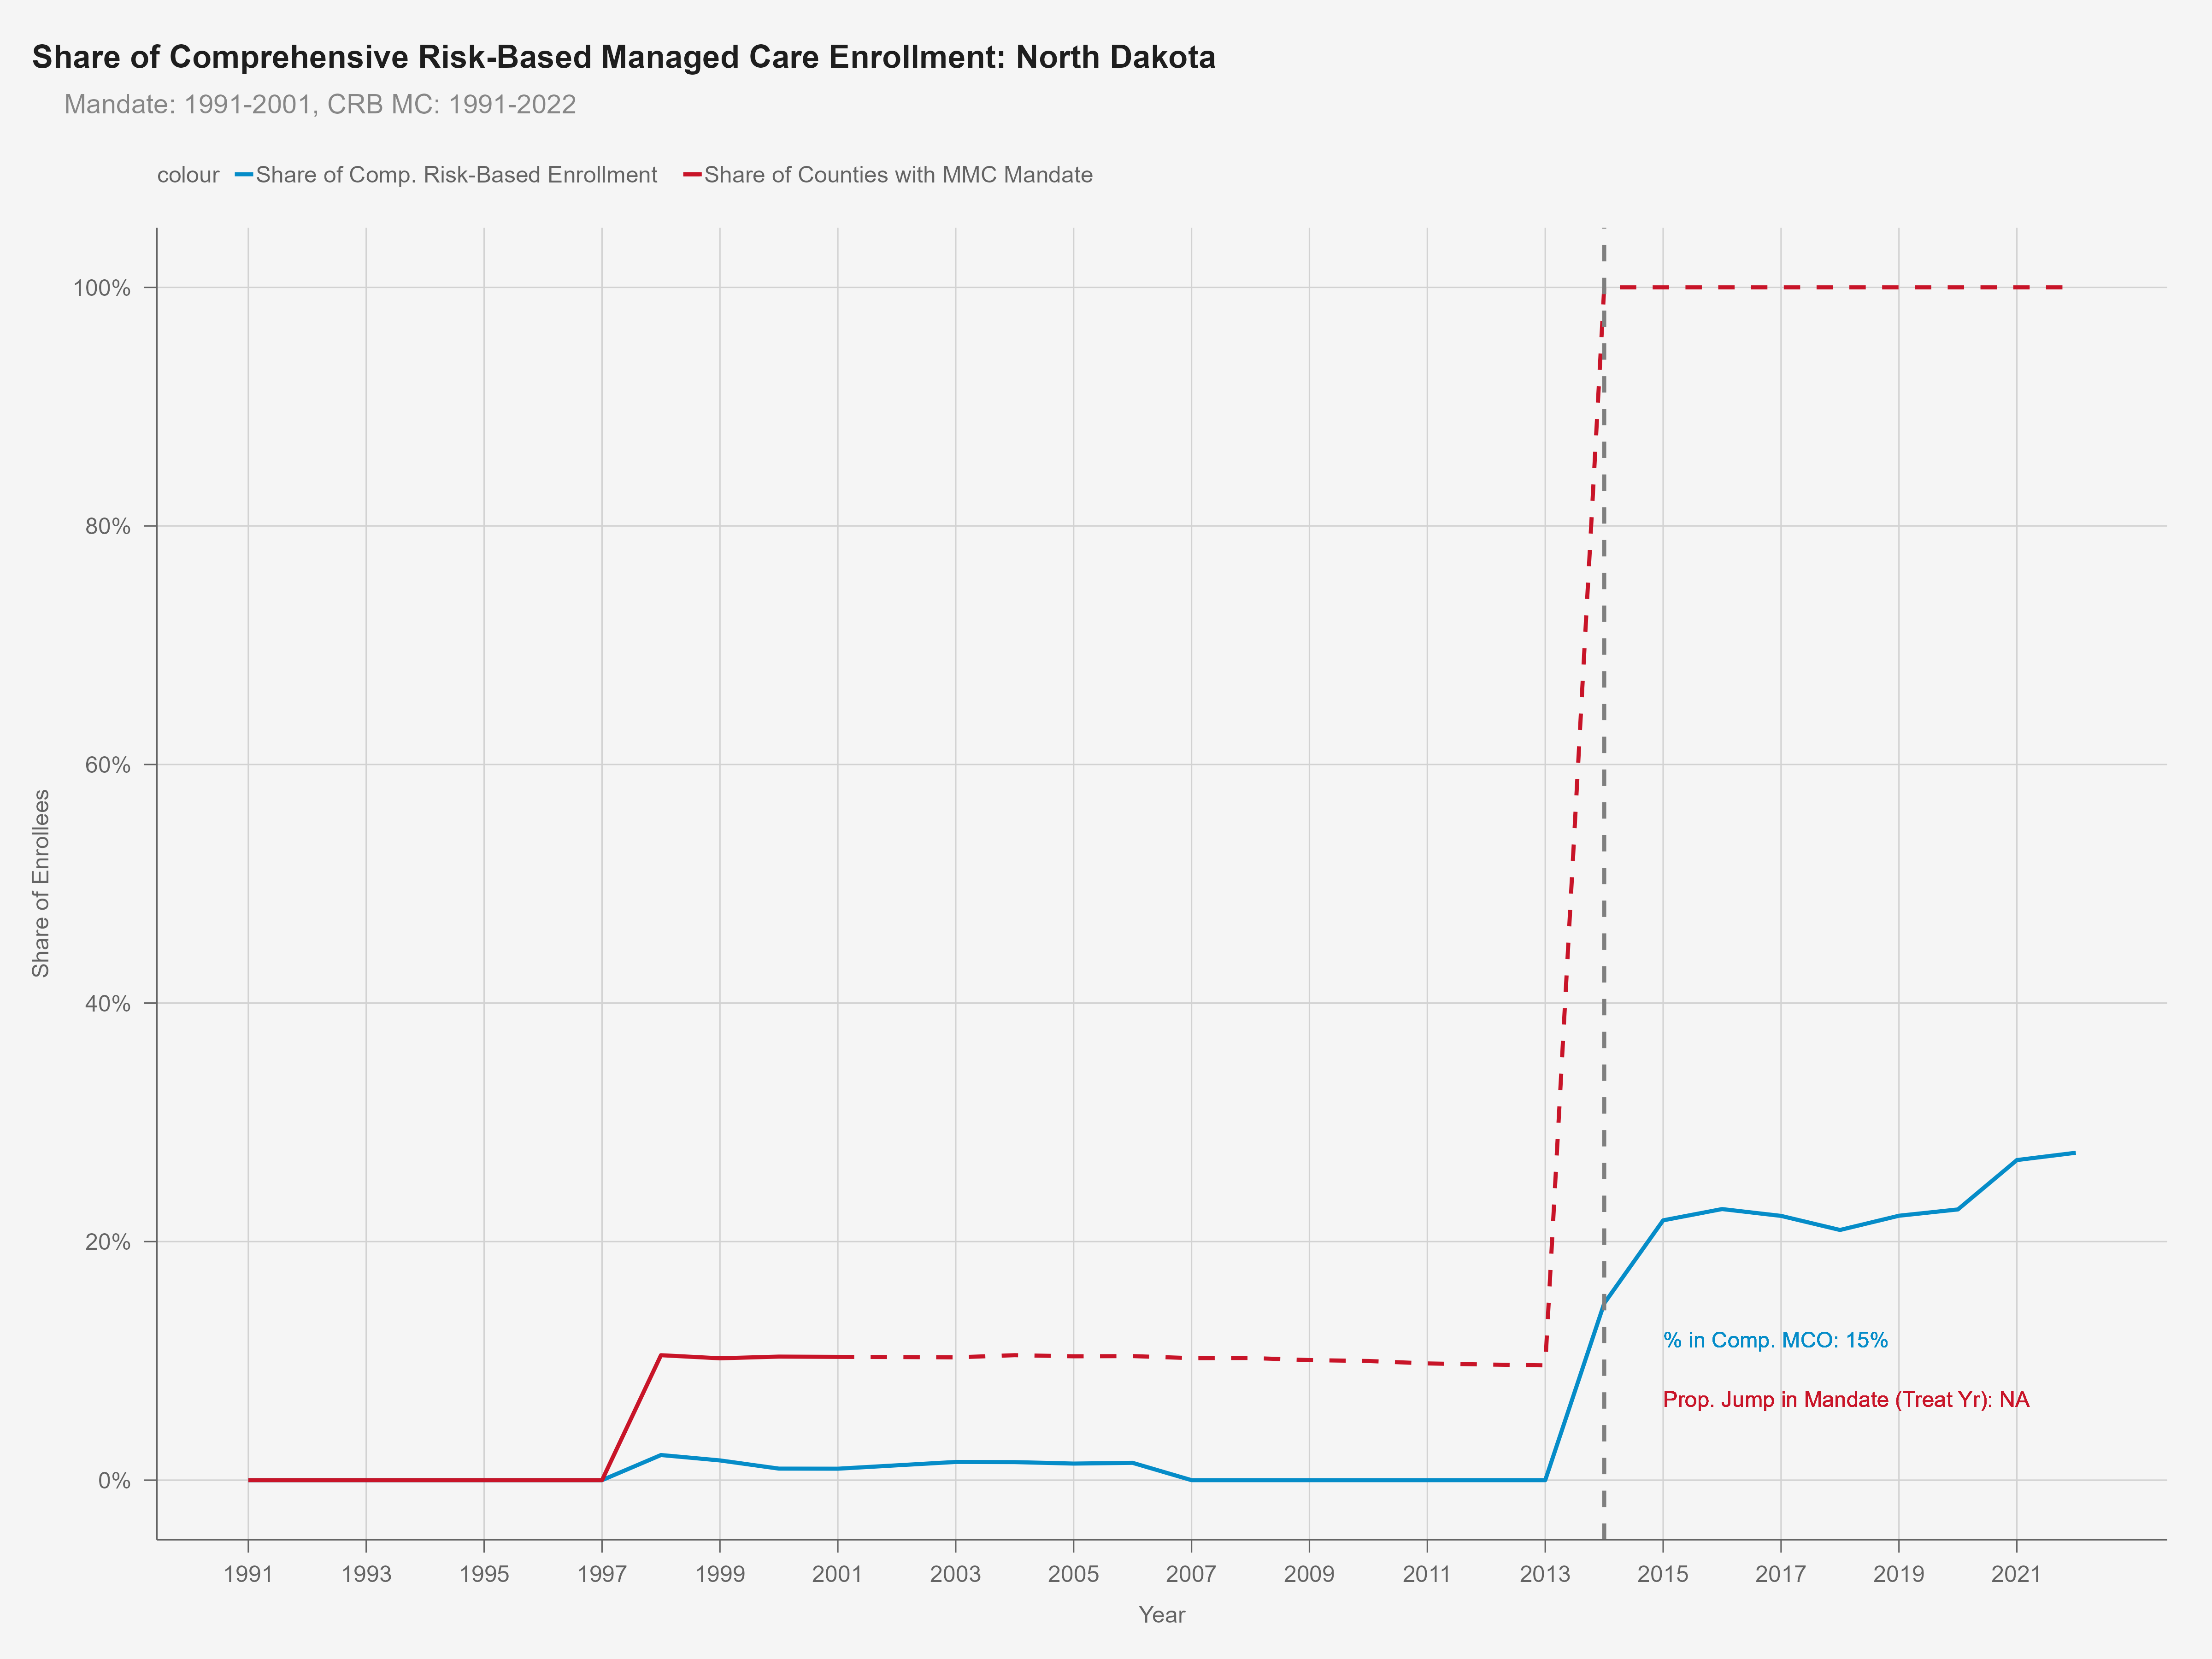 Share of Comprehensive Risk-Based Managed Care Enrollment: North Dakota
Mandate: 1991-2001, CRB MC: 1991-2022
colour Share of Comp. Risk-Based Enrollment Share of Counties with MMC Mandate
Share of Enrollees
100%
80%
60%
40%
20%
0%
% in Comp. MCO: 15%
Prop. Jump in Mandate (Treat Yr): NA
1991 1993 1995 1997 1999 2001 2003 2005 2007 2009 2011 2013 2015 2017 2019 2021
Year